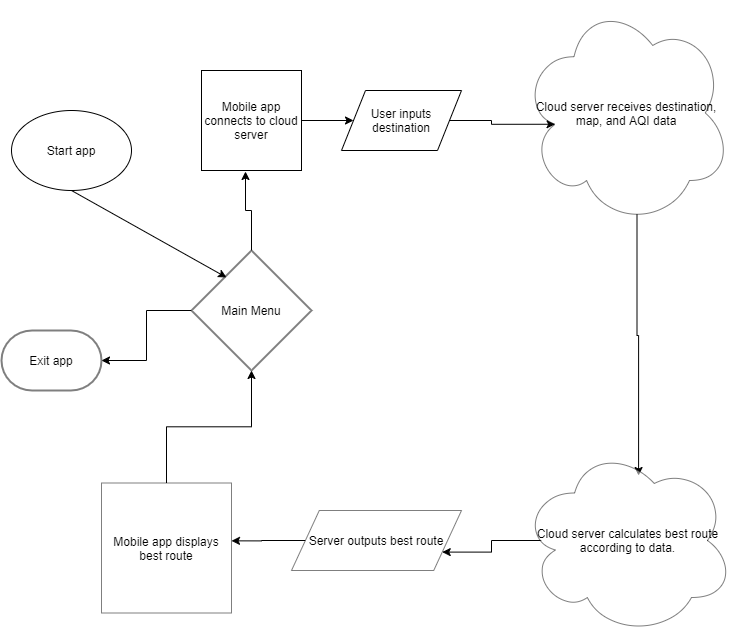 Mobile app
connects to cloud
server
User inputs
destination
Cloud server receives destination,
map, and AQI data
Start app
Main Menu
Exit app
Mobile app displays
best route
Server outputs best route
Cloud server calculates best route
according to data.